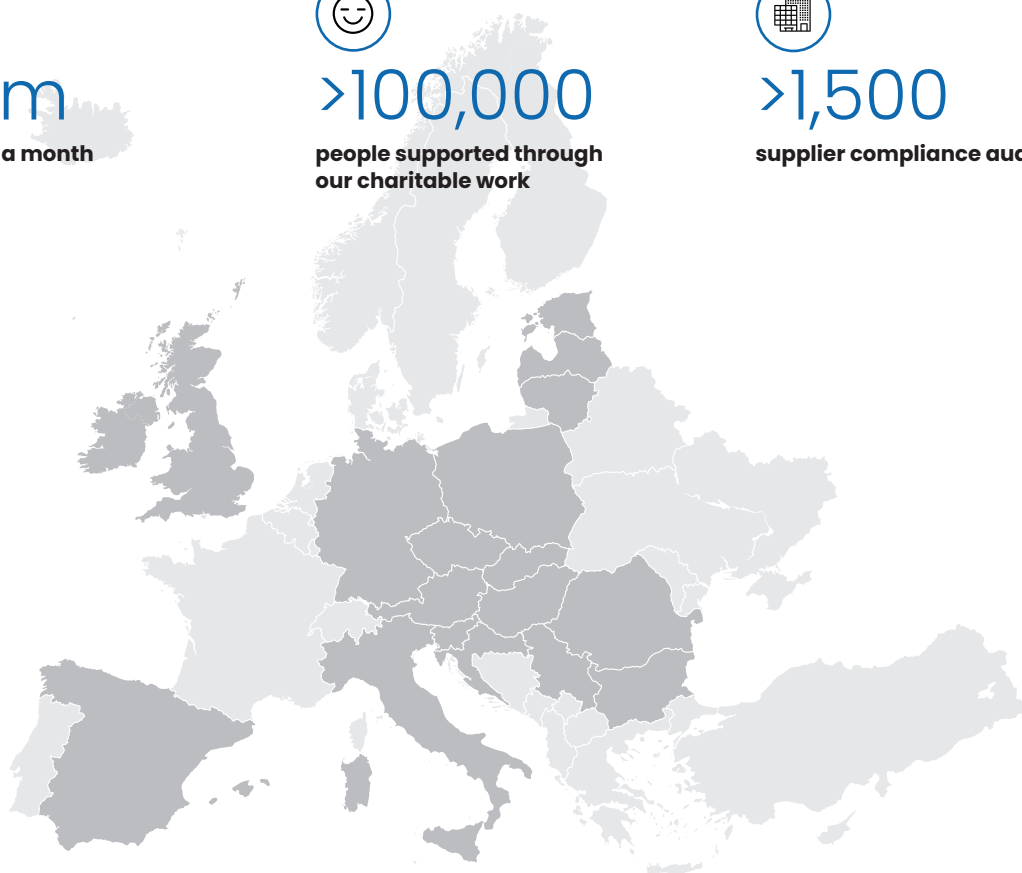 m
a month
>100,000
people supported through
our charitable work
>1,500
supplier compliance